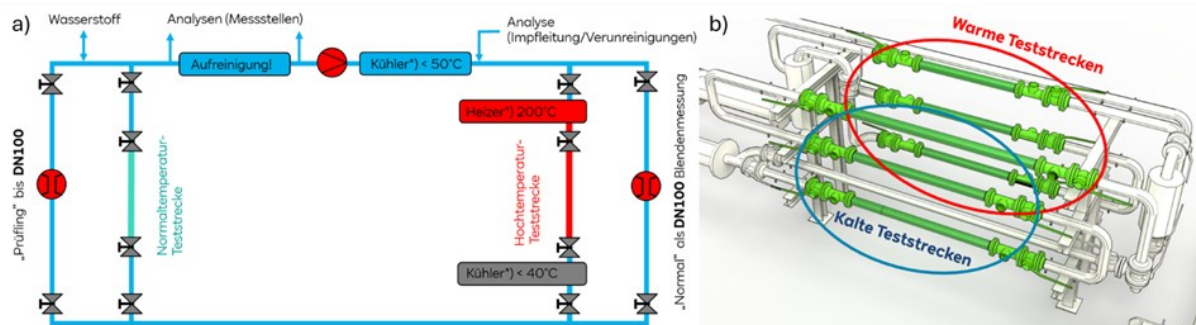 a)
Wasserstoff
Analysen (Messstellen)
Analyse
(Impfleitung/Verunreinigungen)
Aufreinigung!
Kühler*) < 50°C
Heizer*) 200°C
„Prüfling“ bis DN100
Normaltemperatur-
Teststrecke
Hochtemperatur-
Teststrecke
Kühler*) < 40°C
„Normal“ als DN100 Blendenmessung
b)
Warme Teststrecken
Kalte Teststrecken